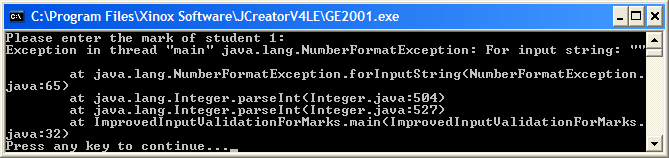 C:\Program Files\Xinox Software\JCreatorV4LE\GE2001.exe
Please enter the mark of student 1:
Exception in thread "main" java.lang.NumberFormatException: For input string: ""
at java.lang.NumberFormatException.forInputString(NumberFormatException.
java:65)
at java.lang.Integer.parseInt(Integer.java:504)
at java.lang.Integer.parseInt(Integer.java:527)
at ImprovedInputValidationForMarks.main(ImprovedInputValidationForMarks.
java:32)
Press any key to continue..._